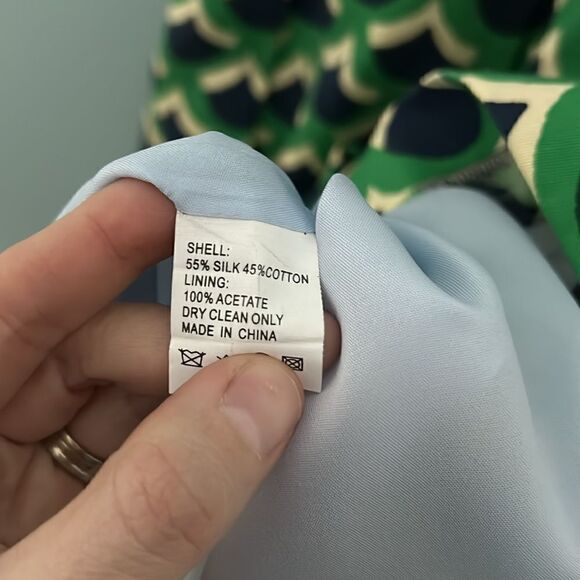 SHELL:
55% SILK 45%COTTON
LINING:
100% ACETATE
DRY CLEAN ONLY
MADE IN CHINA